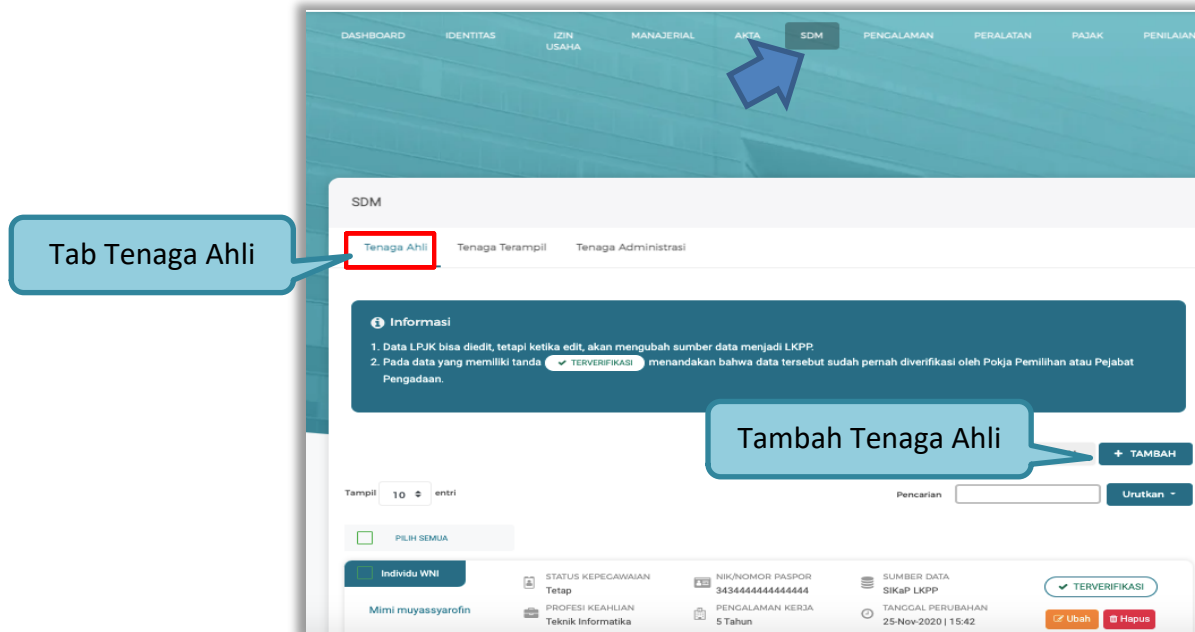 DASHBOARD IDENTITAS IZIN USAHA MANAJERIAL AKTA SDM PENGALAMAN PERALATAN PAJAK PENILAIAN
SDM
Tab Tenaga Ahli
Tenaga Ahli Tenaga Terampil Tenaga Administrasi
Informasi
1. Data LPJK bisa diedit, tetapi ketika edit, akan mengubah sumber data menjadi LKPP.
2. Pada data yang memiliki tanda TERVERIFIKASI menandakan bahwa data tersebut sudah pernah diverifikasi oleh Pokja Pemilihan atau Pejabat
Pengadaan.
Tambah Tenaga Ahli
+ TAMBAH
Tampil 10 entri Pencarian Urutkan
PILIH SEMUA
Individu WNI STATUS KEPEGAWAIAN NIK/NOMOR PASPOR SUMBER DATA
Tetap 3434444444444444 SIKaP LKPP TERVERIFIKASI
Mimi muyassyarofin PROFESI KEAHLIAN PENGALAMAN KERJA TANGGAL PERUBAHAN
Teknik Informatika 5 Tahun 25-Nov-2020 | 15:42 Ubah Hapus